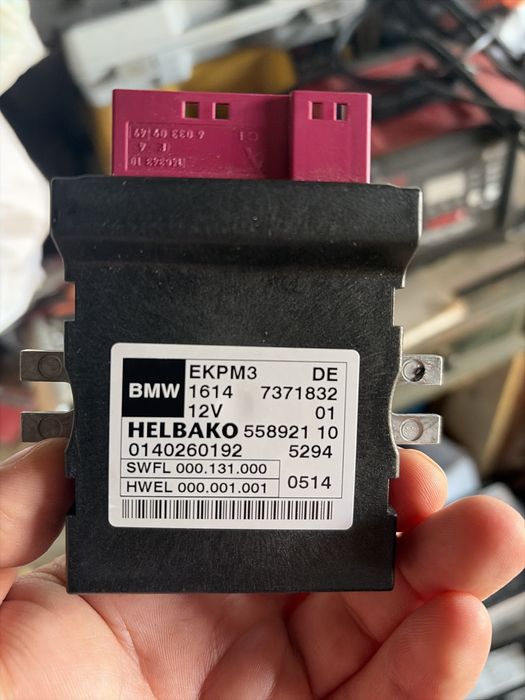 BMW
EKPM3 DE
1614 7371832
12V 01
HELBAKO 558921 10
0140260192 5294
SWFL 000.131.000
HWEL 000.001.001
0514